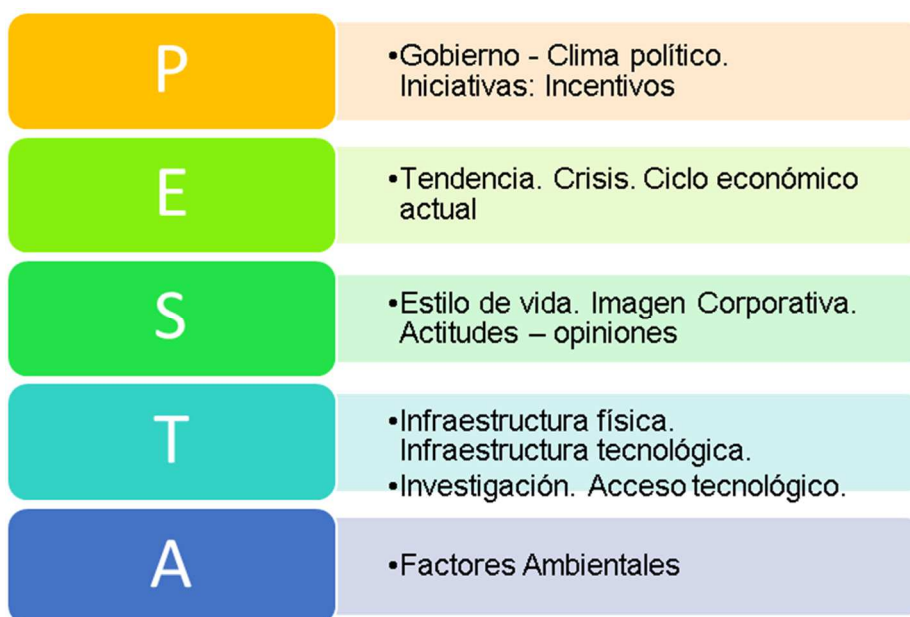 P
•Gobierno - Clima político.
Iniciativas: Incentivos
E
•Tendencia. Crisis. Ciclo económico
actual
S
•Estilo de vida. Imagen Corporativa.
Actitudes – opiniones
T
•Infraestructura física.
Infraestructura tecnológica.
•Investigación. Acceso tecnológico.
A
•Factores Ambientales